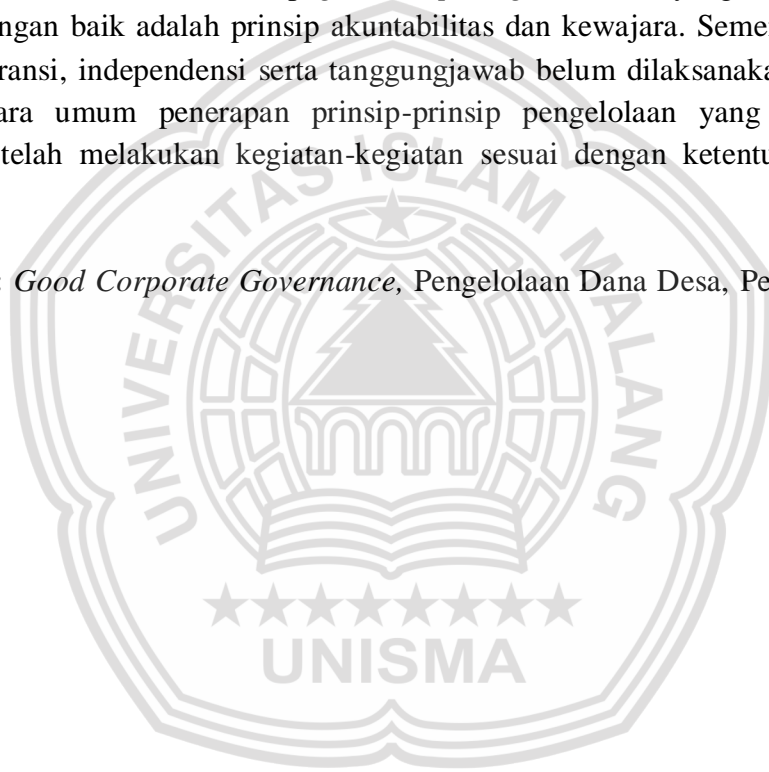 ngan baik adalah prinsip akuntabilitas dan kewajara. Semen
ransi, independensi serta tanggungjawab belum dilaksanaka
ara umum penerapan prinsip-prinsip pengelolaan yang
telah melakukan kegiatan-kegiatan sesuai dengan ketentu
: Good Corporate Governance, Pengelolaan Dana Desa, Pe
UNIVERSITAS ISLAM MALANG
UNISMA